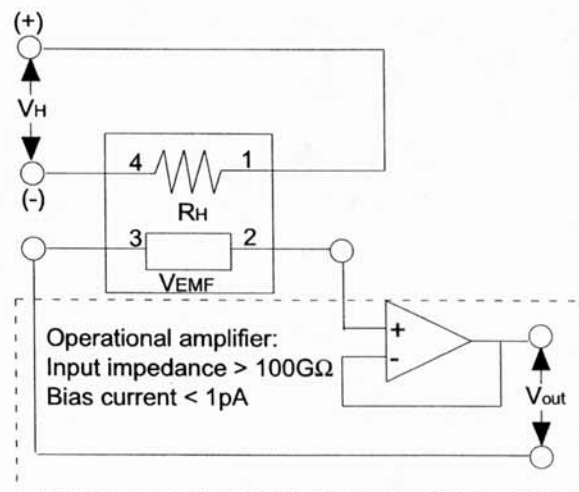 (+)
VH
(-)
4 1
RH
3 2
VEMF
Operational amplifier:
Input impedance > 100GΩ
Bias current < 1pA
+
-
Vout